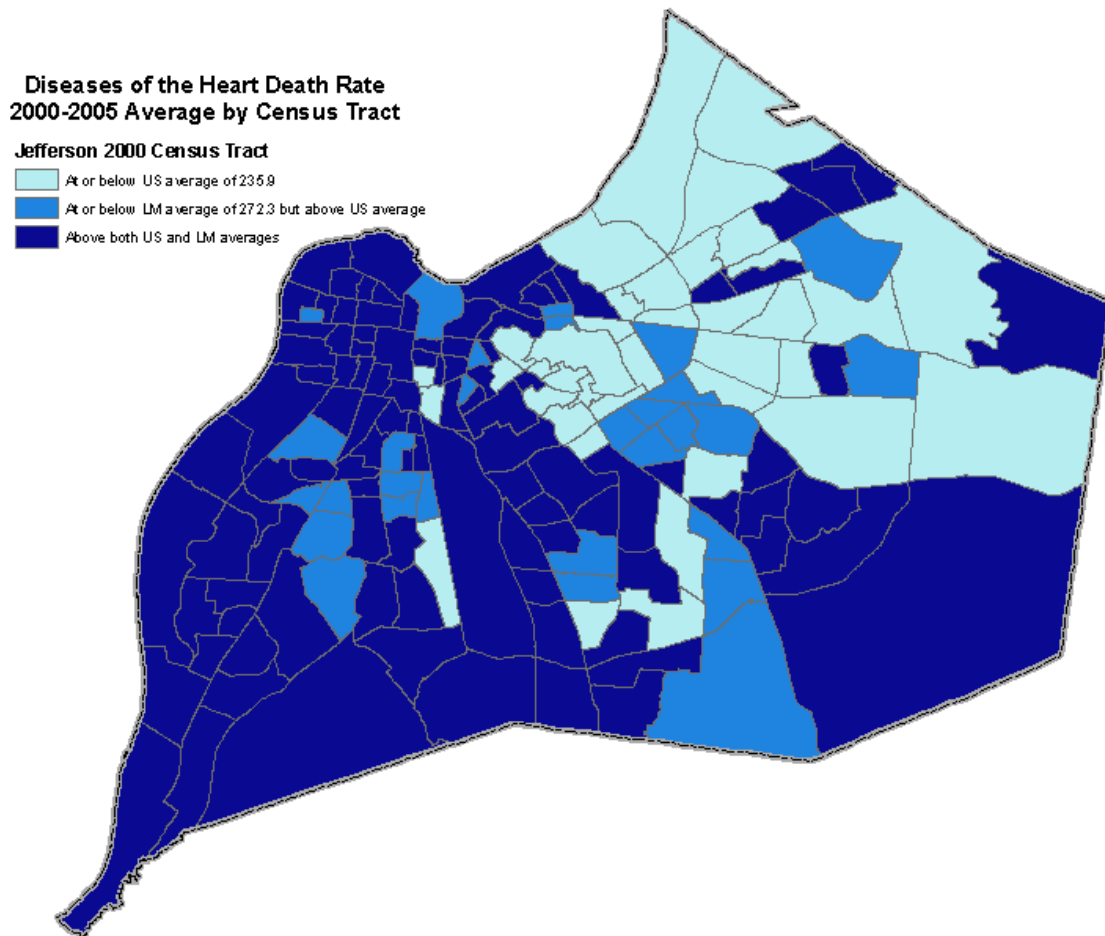 Diseases of the Heart Death Rate
2000-2005 Average by Census Tract
Jefferson 2000 Census Tract
At or below US average of 235.9
At or below LM average of 272.3 but above US average
Above both US and LM averages